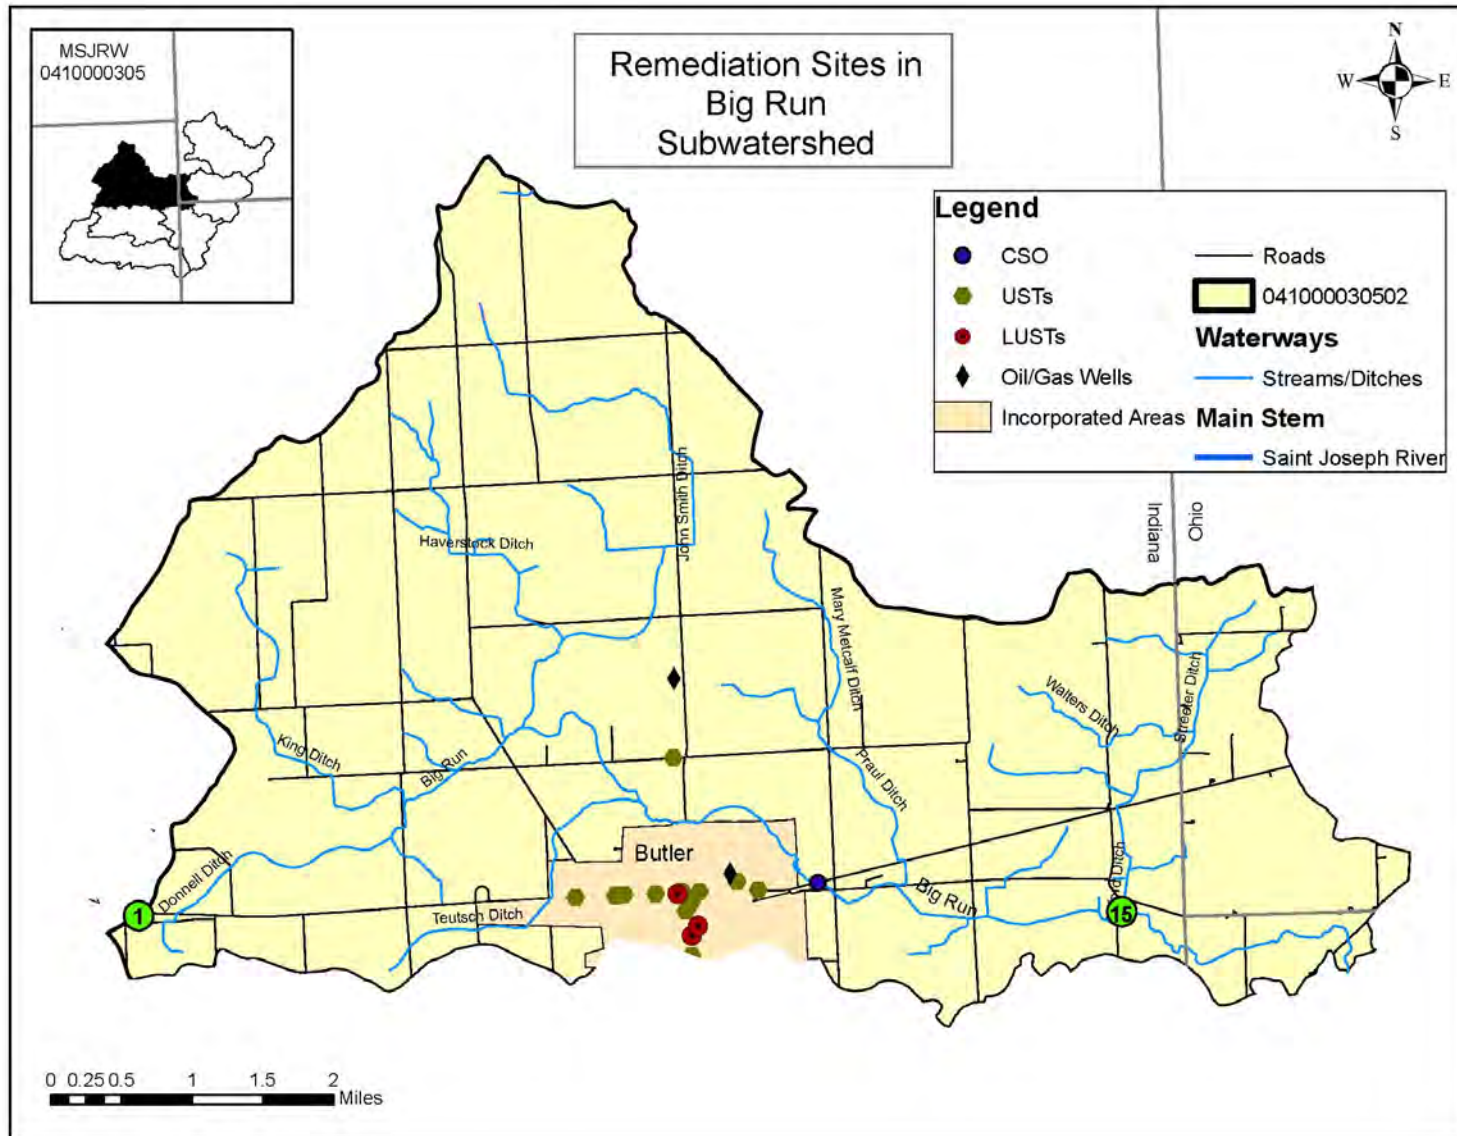 MSJRW
0410000305
Remediation Sites in
Big Run
Subwatershed
N
W
E
S
Legend
CSO
USTs
LUSTs
Oil/Gas Wells
Incorporated Areas
Roads
041000030502
Waterways
Streams/Ditches
Main Stem
Saint Joseph River
Indiana
Ohio
John Smith Ditch
Haverstock Ditch
Mary Metcalf Ditch
Walters Ditch
Streeter Ditch
King Ditch
Big Run
Praul Ditch
Butler
Donnell Ditch
Teutsch Ditch
Big Run
Ditch
1
15
0 0.25 0.5 1 1.5 2
Miles